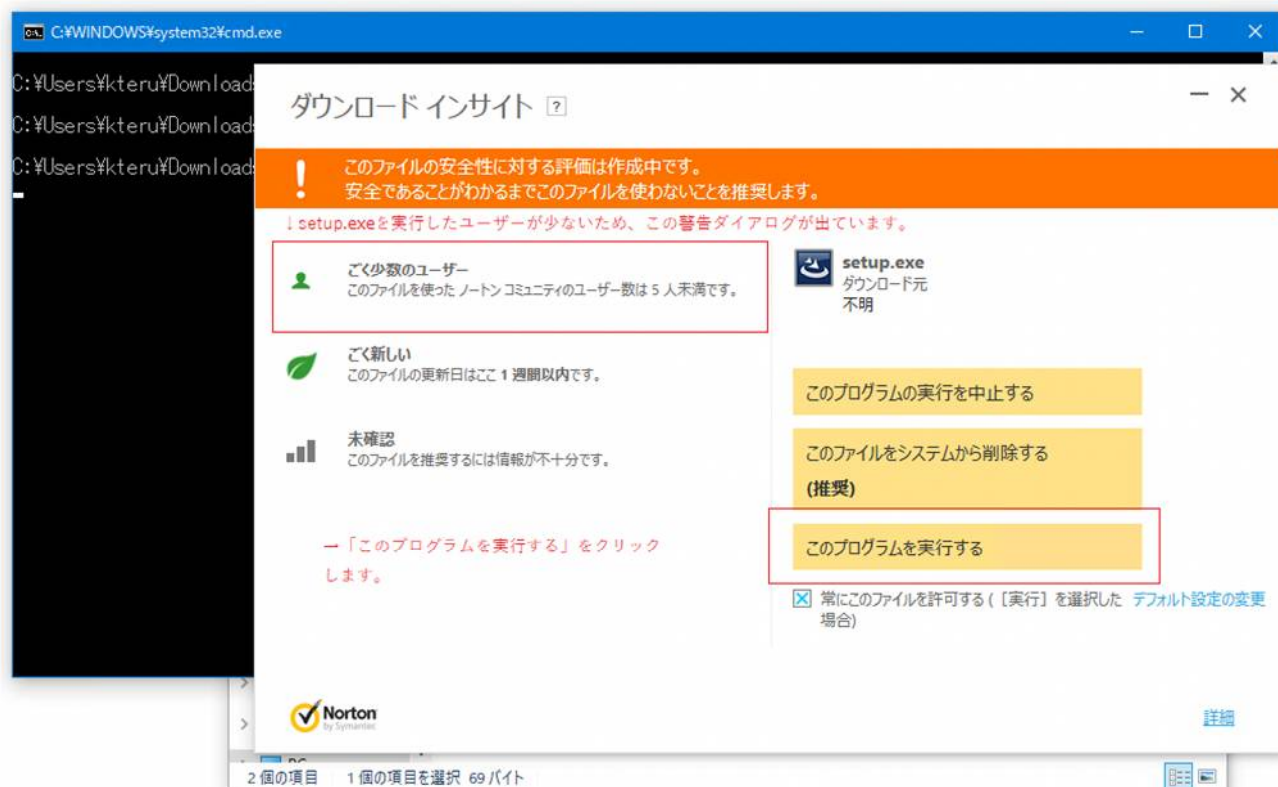 C:¥WINDOWS¥system32¥cmd.exe
C:¥Users¥kteru¥Download
C:¥Users¥kteru¥Download
C:¥Users¥kteru¥Download
ダウンロード インサイト ?
このファイルの安全性に対する評価は作成中です。
安全であることがわかるまでこのファイルを使わないことを推奨します。
↓setup.exeを実行したユーザーが少ないため、この警告ダイアログが出ています。
ごく少数のユーザー
このファイルを使った ノートン コミュニティのユーザー数は 5 人未満です。
ごく新しい
このファイルの更新日はここ 1 週間以内です。
未確認
このファイルを推奨するには情報が不十分です。
→「このプログラムを実行する」をクリック
します。
setup.exe
ダウンロード元
不明
このプログラムの実行を中止する
このファイルをシステムから削除する
(推奨)
このプログラムを実行する
常にこのファイルを許可する (［実行］を選択した デフォルト設定の変更
場合)
Norton
by Symantec
詳細
PC
2 個の項目 1 個の項目を選択 69 バイト